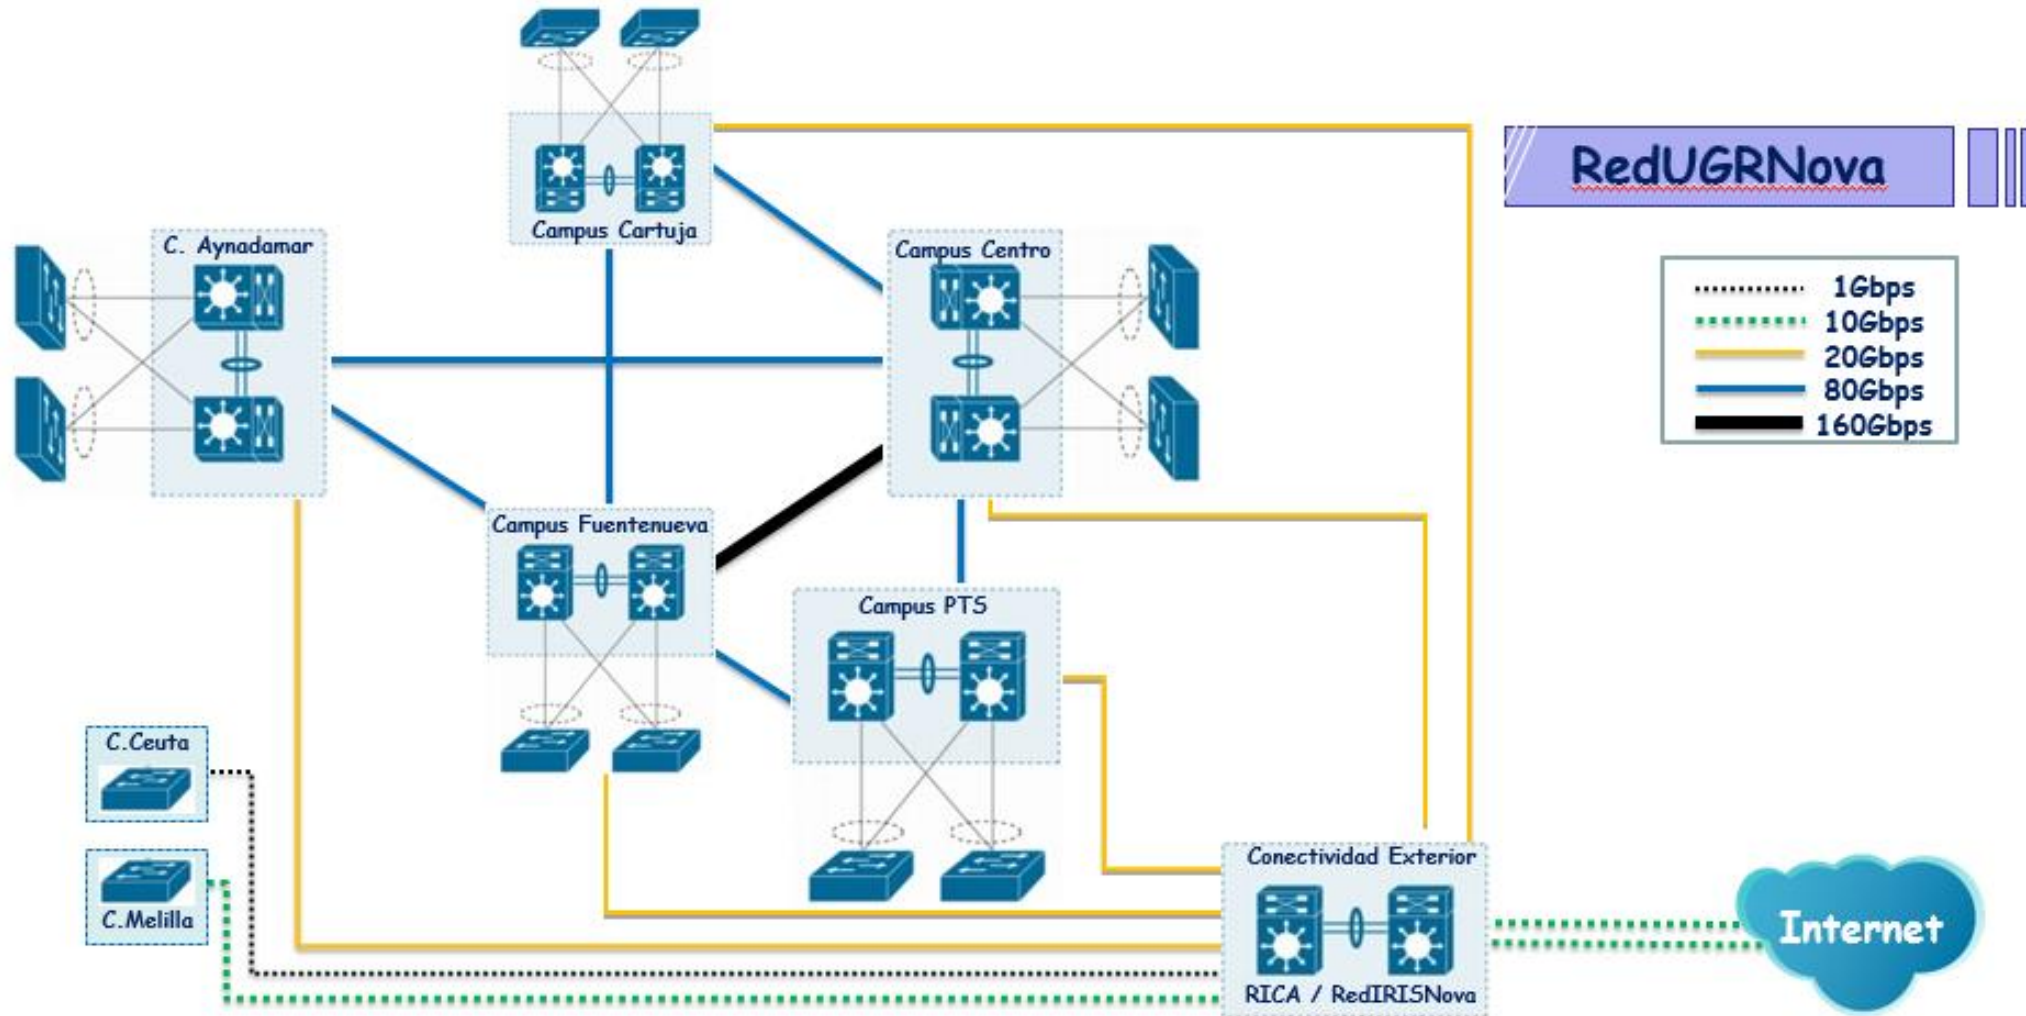 RedUGRNova
Campus Cartuja
C. Aynadamar
Campus Centro
1Gbps
10Gbps
20Gbps
80Gbps
160Gbps
Campus Fuentenueva
Campus PTS
C.Ceuta
C.Melilla
Conectividad Exterior
RICA / RedIRISNova
Internet